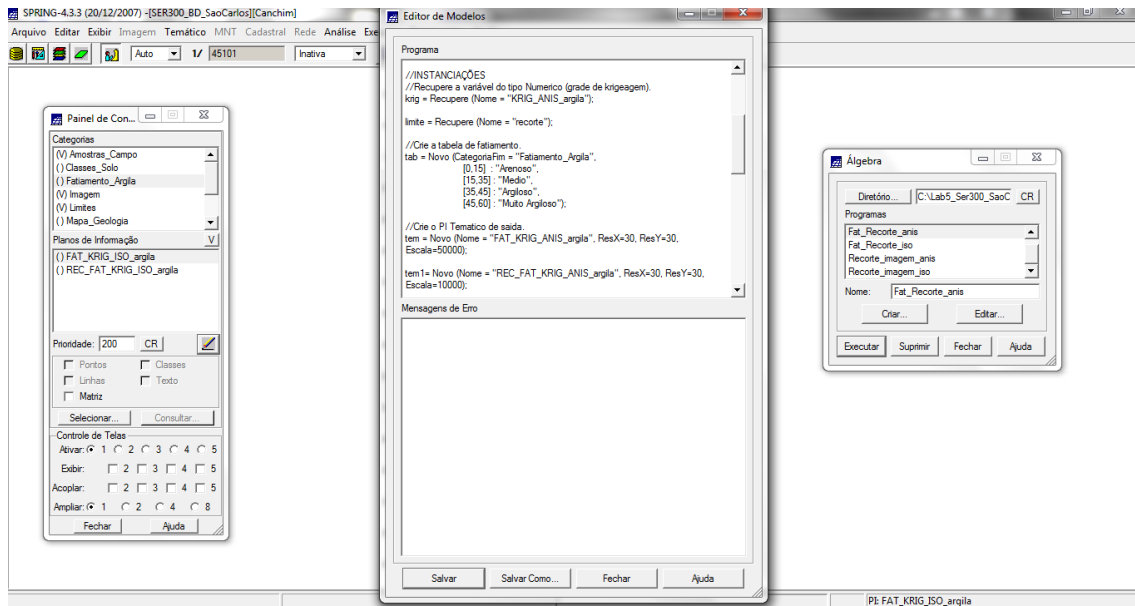 SPRING-4.3.3 (20/12/2007) -[SER300_BD_SaoCarlos][Canchim]
Arquivo Editar Exibir Imagem Temático MNT Cadastral Rede Análise Exe
Auto 1/ 45101 Inativa
Painel de Con...
Categorias
(V) Amostras_Campo
( ) Classes_Solo
( ) Fatiamento_Argila
(V) Imagem
(V) Limites
( ) Mapa_Geologia
Planos de Informação V
( ) FAT_KRIG_ISO_argila
( ) REC_FAT_KRIG_ISO_argila
Prioridade: 200 CR
Pontos Classes
Linhas Texto
Matriz
Selecionar... Consultar...
Controle de Telas
Ativar: 1 2 3 4 5
Exibir: 2 3 4 5
Acoplar: 2 3 4 5
Ampliar: 1 2 4 8
Fechar Ajuda
Editor de Modelos
Programa
//INSTANCIAÇÕES
//Recupere a variável do tipo Numerico (grade de krigeagem).
krig = Recupere (Nome = "KRIG_ANIS_argila");
limite = Recupere (Nome = "recorte");
//Crie a tabela de fatiamento.
tab = Novo (CategoriaFim = "Fatiamento_Argila",
[0,15] : "Arenoso",
[15,35] : "Medio",
[35,45] : "Argiloso",
[45,60] : "Muito Argiloso");
//Crie o PI Tematico de saida.
tem = Novo (Nome = "FAT_KRIG_ANIS_argila", ResX=30, ResY=30,
Escala=50000);
tem1= Novo (Nome = "REC_FAT_KRIG_ANIS_argila", ResX=30, ResY=30,
Escala=10000);
Mensagens de Erro
Salvar Salvar Como... Fechar Ajuda
Álgebra
Diretório... C:\Lab5_Ser300_SaoC CR
Programas
Fat_Recorte_anis
Fat_Recorte_iso
Recorte_imagem_anis
Recorte_imagem_iso
Nome: Fat_Recorte_anis
Criar... Editar...
Executar Suprimir Fechar Ajuda
PI: FAT_KRIG_ISO_argila